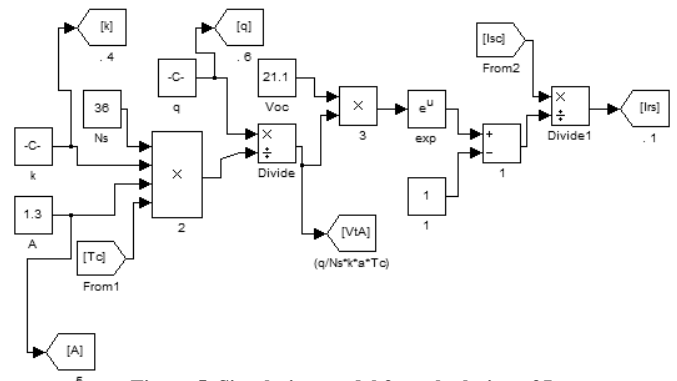 [k]
. 4
[q]
. 6
[Isc]
From2
-C-
q
21.1
Voc
×
3
e^u
exp
×
÷
Divide1
[Irs]
. 1
36
Ns
-C-
k
×
2
×
÷
Divide
+
−
1
1
1
1.3
A
[Tc]
From1
[VtA]
(q/Ns*k*a*Tc)
[A]